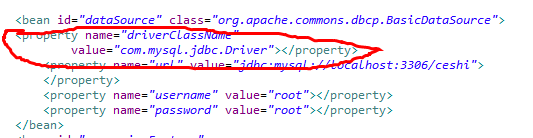 <bean id="dataSource" class="org.apache.commons.dbcp.BasicDataSource">
<property name="driverClassName"
value="com.mysql.jdbc.Driver"></property>
<property name="url" value="jdbc:mysql://localhost:3306/ceshi">
</property>
<property name="username" value="root"></property>
<property name="password" value="root"></property>
</bean>